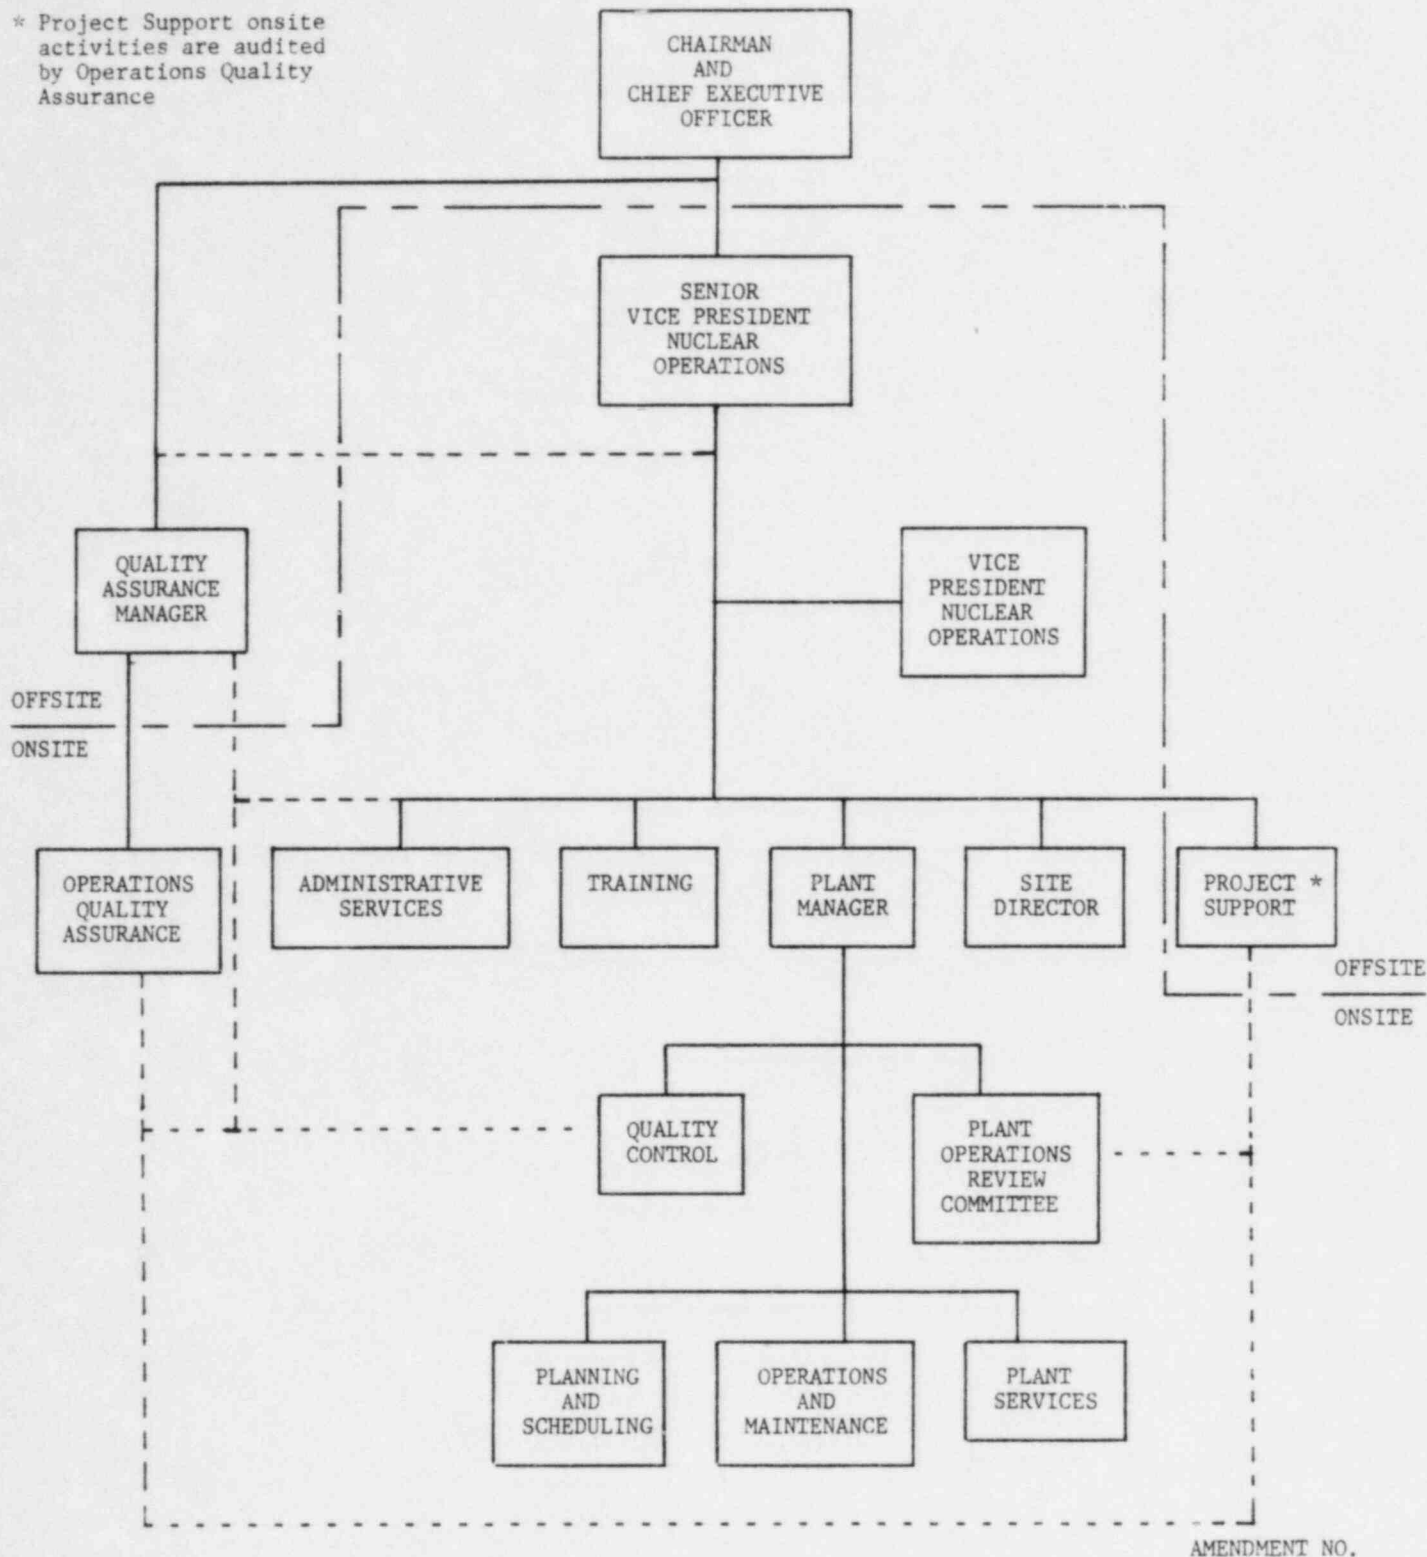 * Project Support onsite
activities are audited
by Operations Quality
Assurance
CHAIRMAN
AND
CHIEF EXECUTIVE
OFFICER
SENIOR
VICE PRESIDENT
NUCLEAR
OPERATIONS
QUALITY
ASSURANCE
MANAGER
VICE
PRESIDENT
NUCLEAR
OPERATIONS
OFFSITE
ONSITE
OPERATIONS
QUALITY
ASSURANCE
ADMINISTRATIVE
SERVICES
TRAINING
PLANT
MANAGER
SITE
DIRECTOR
PROJECT *
SUPPORT
OFFSITE
ONSITE
QUALITY
CONTROL
PLANT
OPERATIONS
REVIEW
COMMITTEE
PLANNING
AND
SCHEDULING
OPERATIONS
AND
MAINTENANCE
PLANT
SERVICES
AMENDMENT NO.